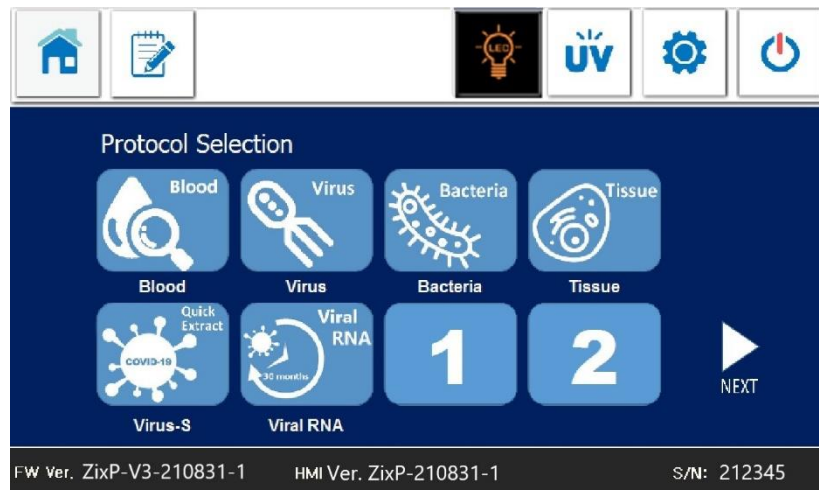 LEC
UV
Protocol Selection
Blood
Virus
Bacteria
Tissue
Blood
Virus
Bacteria
Tissue
Quick
Extract
COVID-19
Viral
RNA
30 months
1
2
NEXT
Virus-S
Viral RNA
FW Ver. ZixP-V3-210831-1
HMI Ver. ZixP-210831-1
S/N: 212345